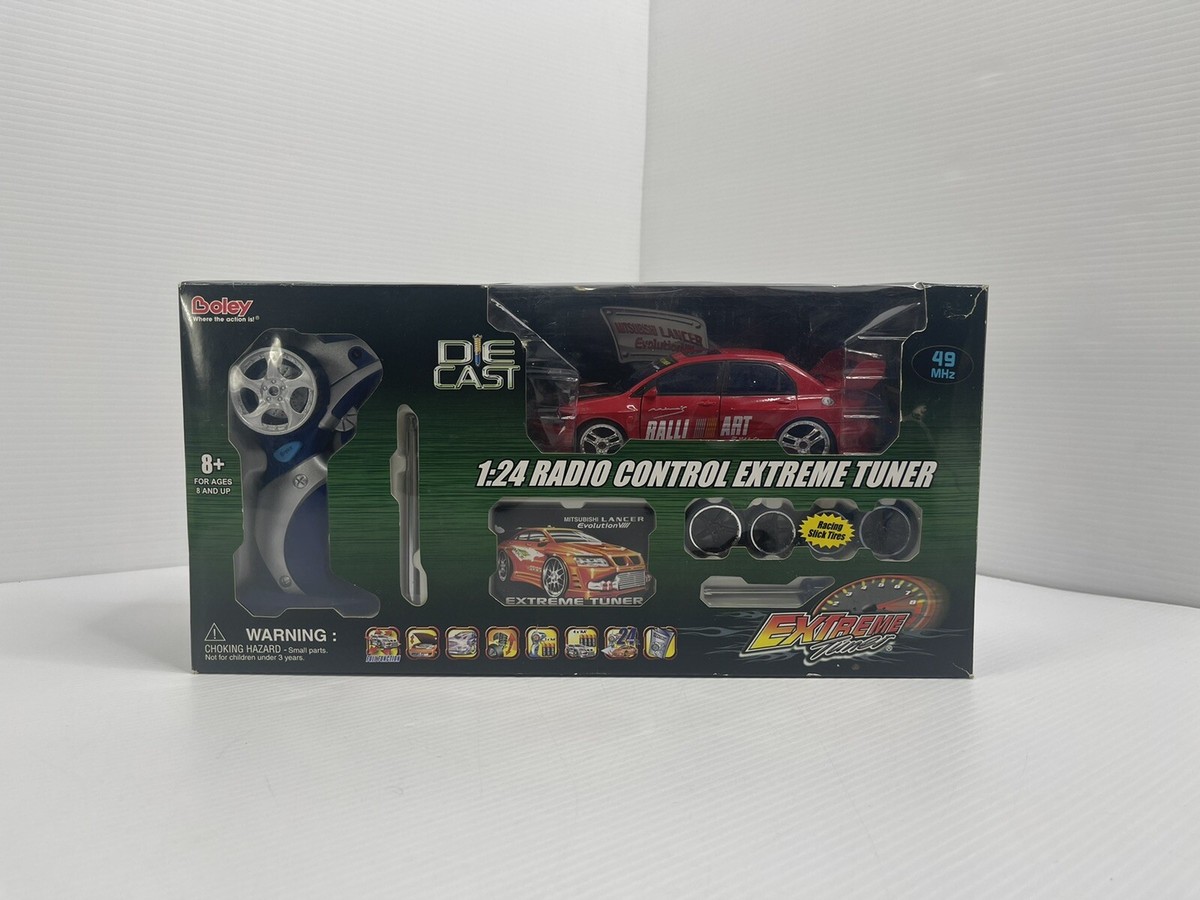 Boley
Where the action is!®
DIE
CAST
MITSUBISHI LANCER
Evolution
49
MHz
RALLI ART
8+
FOR AGES
8 AND UP
1:24 RADIO CONTROL EXTREME TUNER
MITSUBISHI LANCER
Evolution VIII
EXTREME TUNER
Racing
Slick Tires
EXTREME
Tuner®
WARNING :
CHOKING HAZARD - Small parts.
Not for children under 3 years.